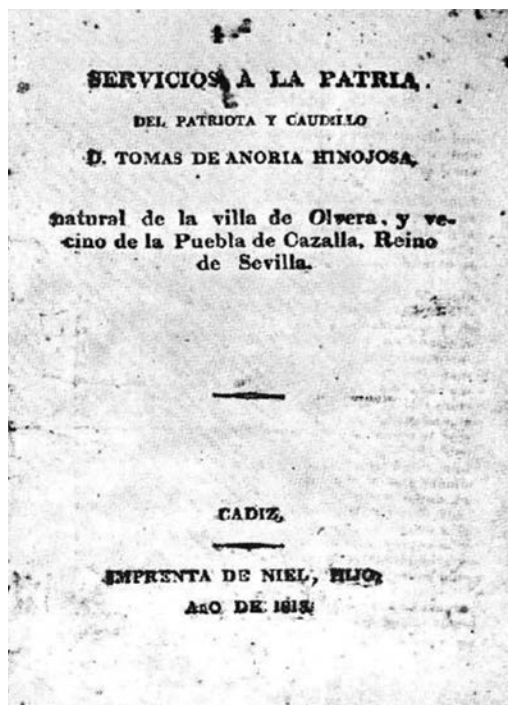 SERVICIOS A LA PATRIA,
DEL PATRIOTA Y CAUDILLO
D. TOMAS DE ANORIA HINOJOSA,
natural de la villa de Olvera, y ve-
cino de la Puebla de Cazalla, Reino
de Sevilla.
CADIZ,
IMPRENTA DE NIEL, HIJO,
AñO DE